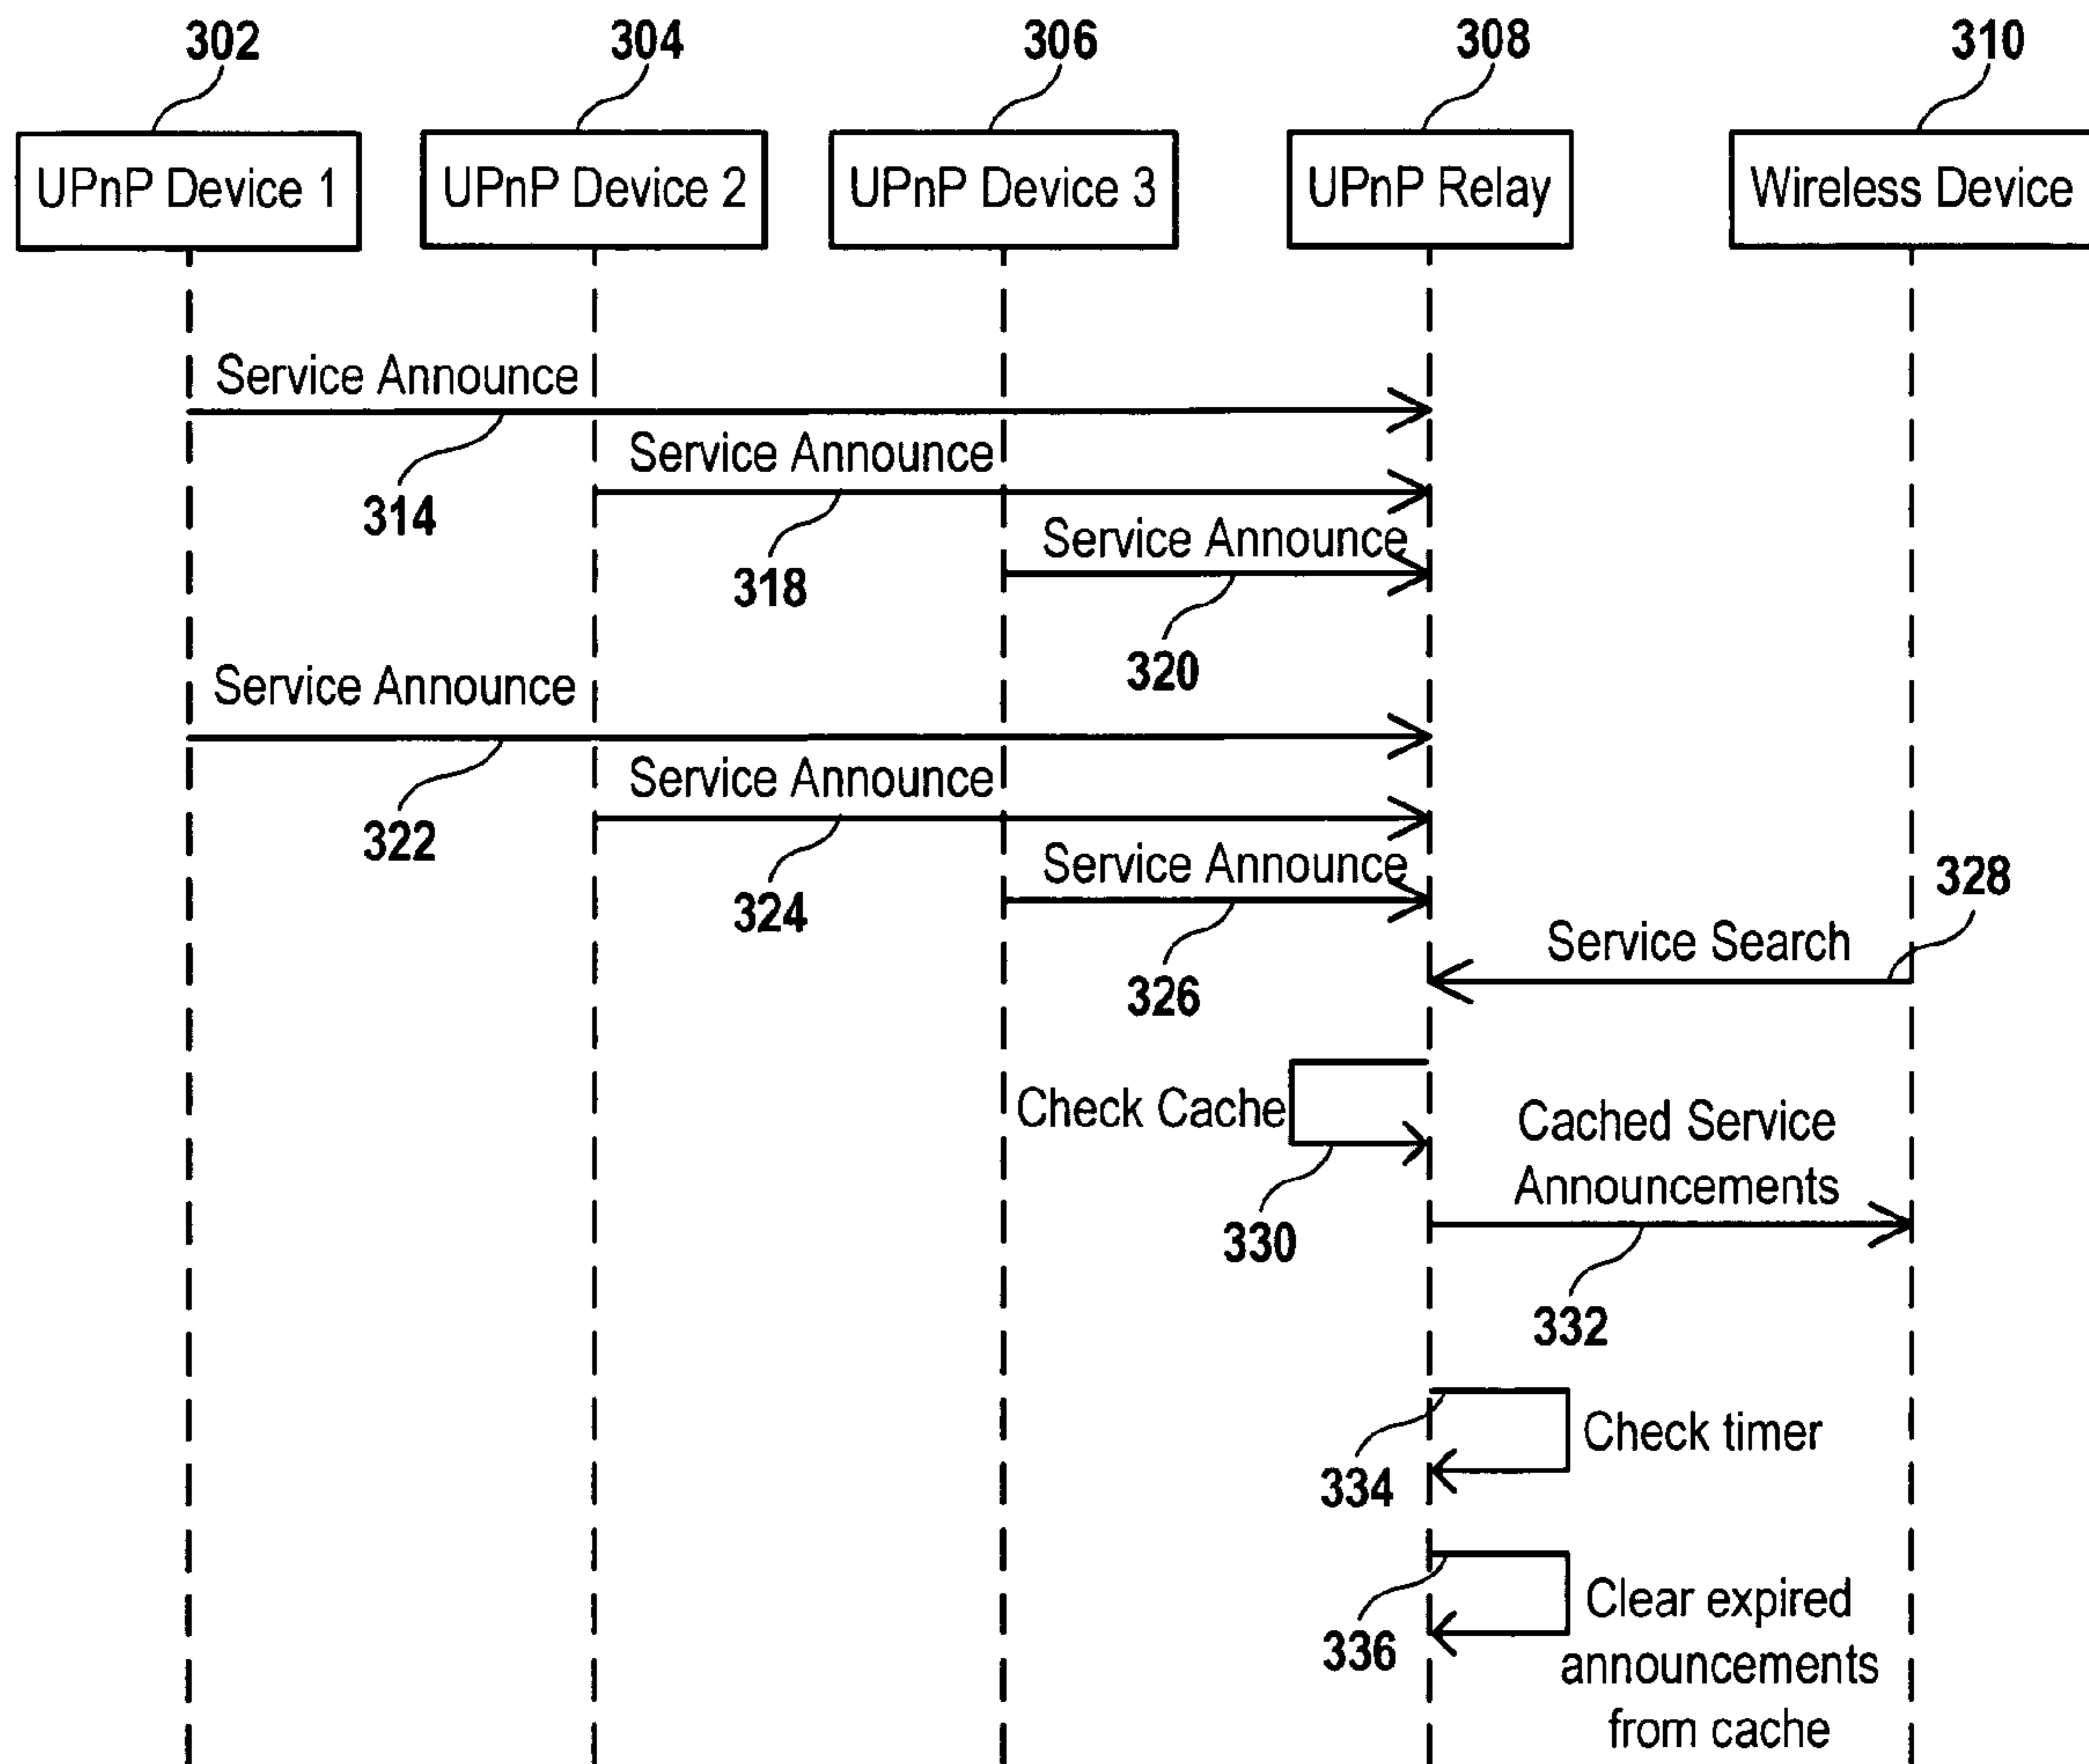 302
304
306
308
310
UPnP Device 1
UPnP Device 2
UPnP Device 3
UPnP Relay
Wireless Device
Service Announce
314
Service Announce
318
Service Announce
320
Service Announce
322
Service Announce
324
Service Announce
326
328
Service Search
Check Cache
330
Cached Service
Announcements
332
Check timer
334
Clear expired
announcements
from cache
336